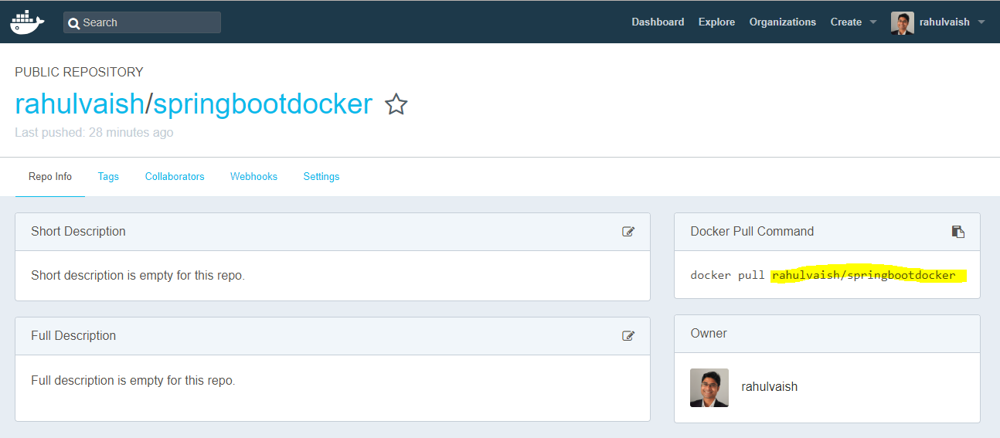 Search
Dashboard Explore Organizations Create rahulvaish
PUBLIC REPOSITORY
rahulvaish/springbootdocker
Last pushed: 28 minutes ago
Repo Info Tags Collaborators Webhooks Settings
Short Description
Short description is empty for this repo.
Full Description
Full description is empty for this repo.
Docker Pull Command
docker pull rahulvaish/springbootdocker
Owner
rahulvaish